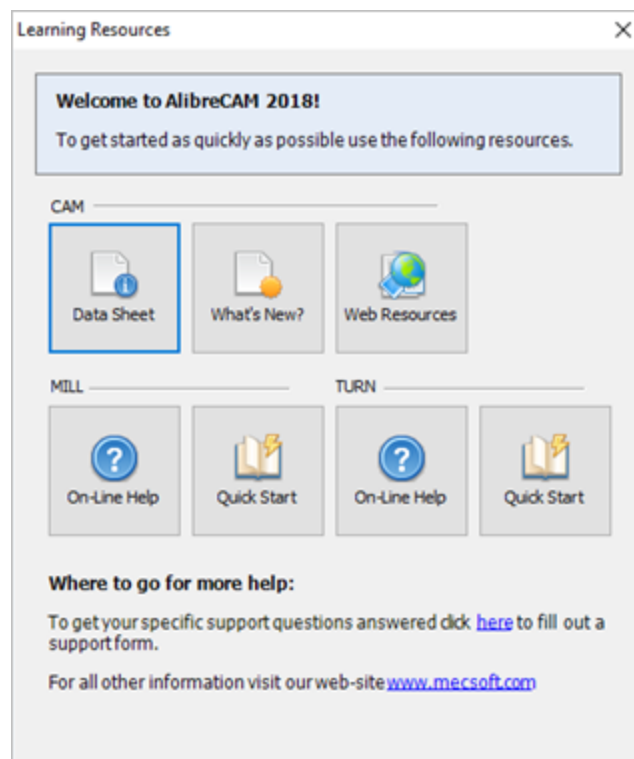 Learning Resources
Welcome to AlibreCAM 2018!
To get started as quickly as possible use the following resources.
CAM
Data Sheet
What's New?
Web Resources
MILL
TURN
On-Line Help
Quick Start
On-Line Help
Quick Start
Where to go for more help:
To get your specific support questions answered click here to fill out a
support form.
For all other information visit our web-site www.mecsoft.com